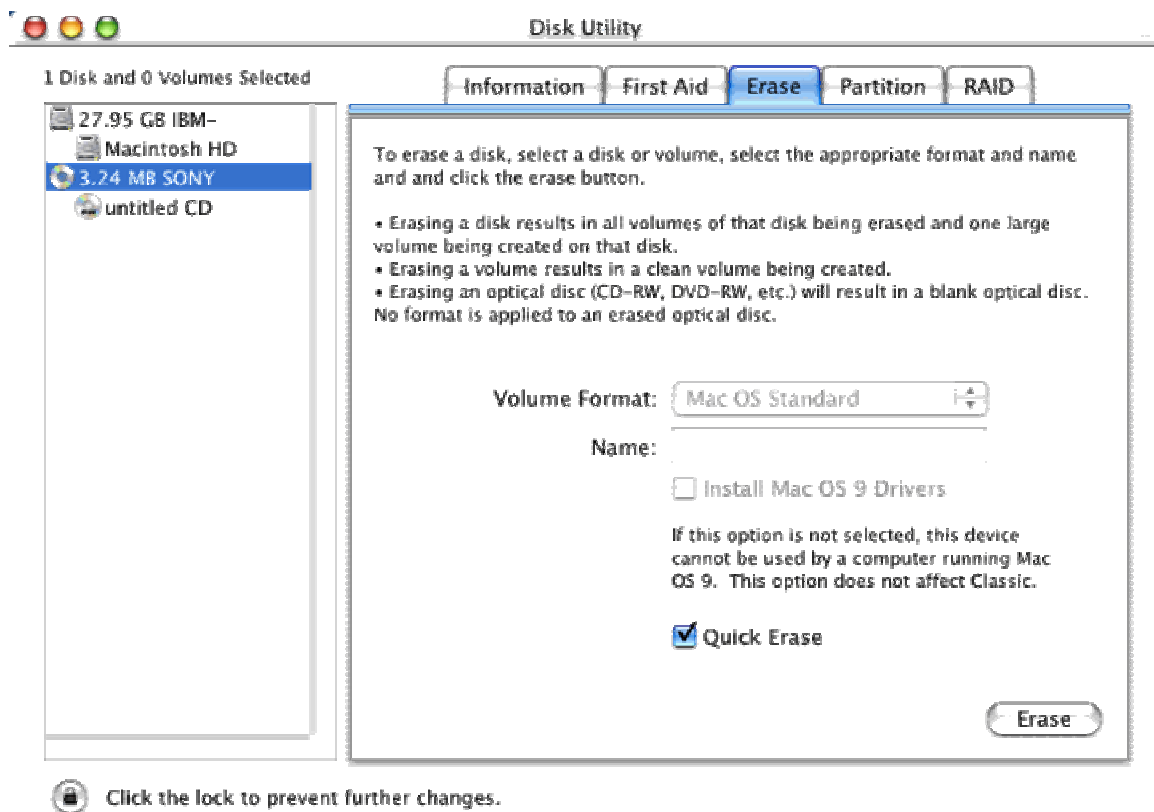 Disk Utility
1 Disk and 0 Volumes Selected
Information
First Aid
Erase
Partition
RAID
27.95 GB IBM-
Macintosh HD
3.24 MB SONY
untitled CD
To erase a disk, select a disk or volume, select the appropriate format and name
and and click the erase button.
• Erasing a disk results in all volumes of that disk being erased and one large
volume being created on that disk.
• Erasing a volume results in a clean volume being created.
• Erasing an optical disc (CD-RW, DVD-RW, etc.) will result in a blank optical disc.
No format is applied to an erased optical disc.
Volume Format:
Mac OS Standard
Name:
Install Mac OS 9 Drivers
If this option is not selected, this device
cannot be used by a computer running Mac
OS 9. This option does not affect Classic.
Quick Erase
Erase
Click the lock to prevent further changes.